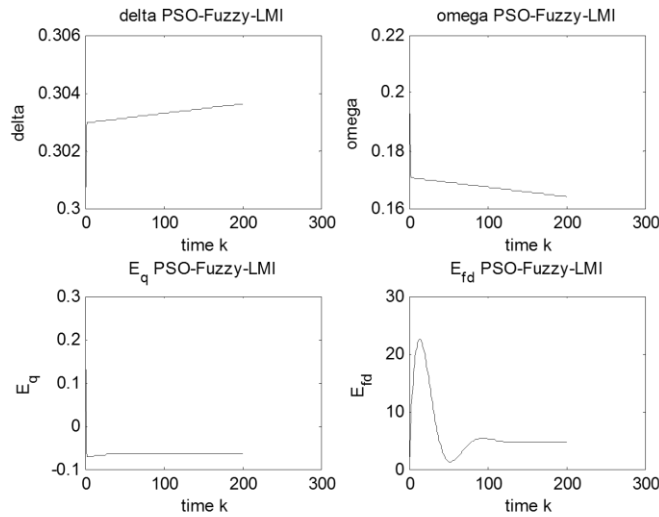 delta PSO-Fuzzy-LMI
0.306
0.304
0.302
0.3
delta
0 100 200 300
time k
omega PSO-Fuzzy-LMI
0.22
0.2
0.18
0.16
omega
0 100 200 300
time k
E_q PSO-Fuzzy-LMI
0.3
0.2
0.1
0
-0.1
E_q
0 100 200 300
time k
E_fd PSO-Fuzzy-LMI
30
20
10
0
E_fd
0 100 200 300
time k